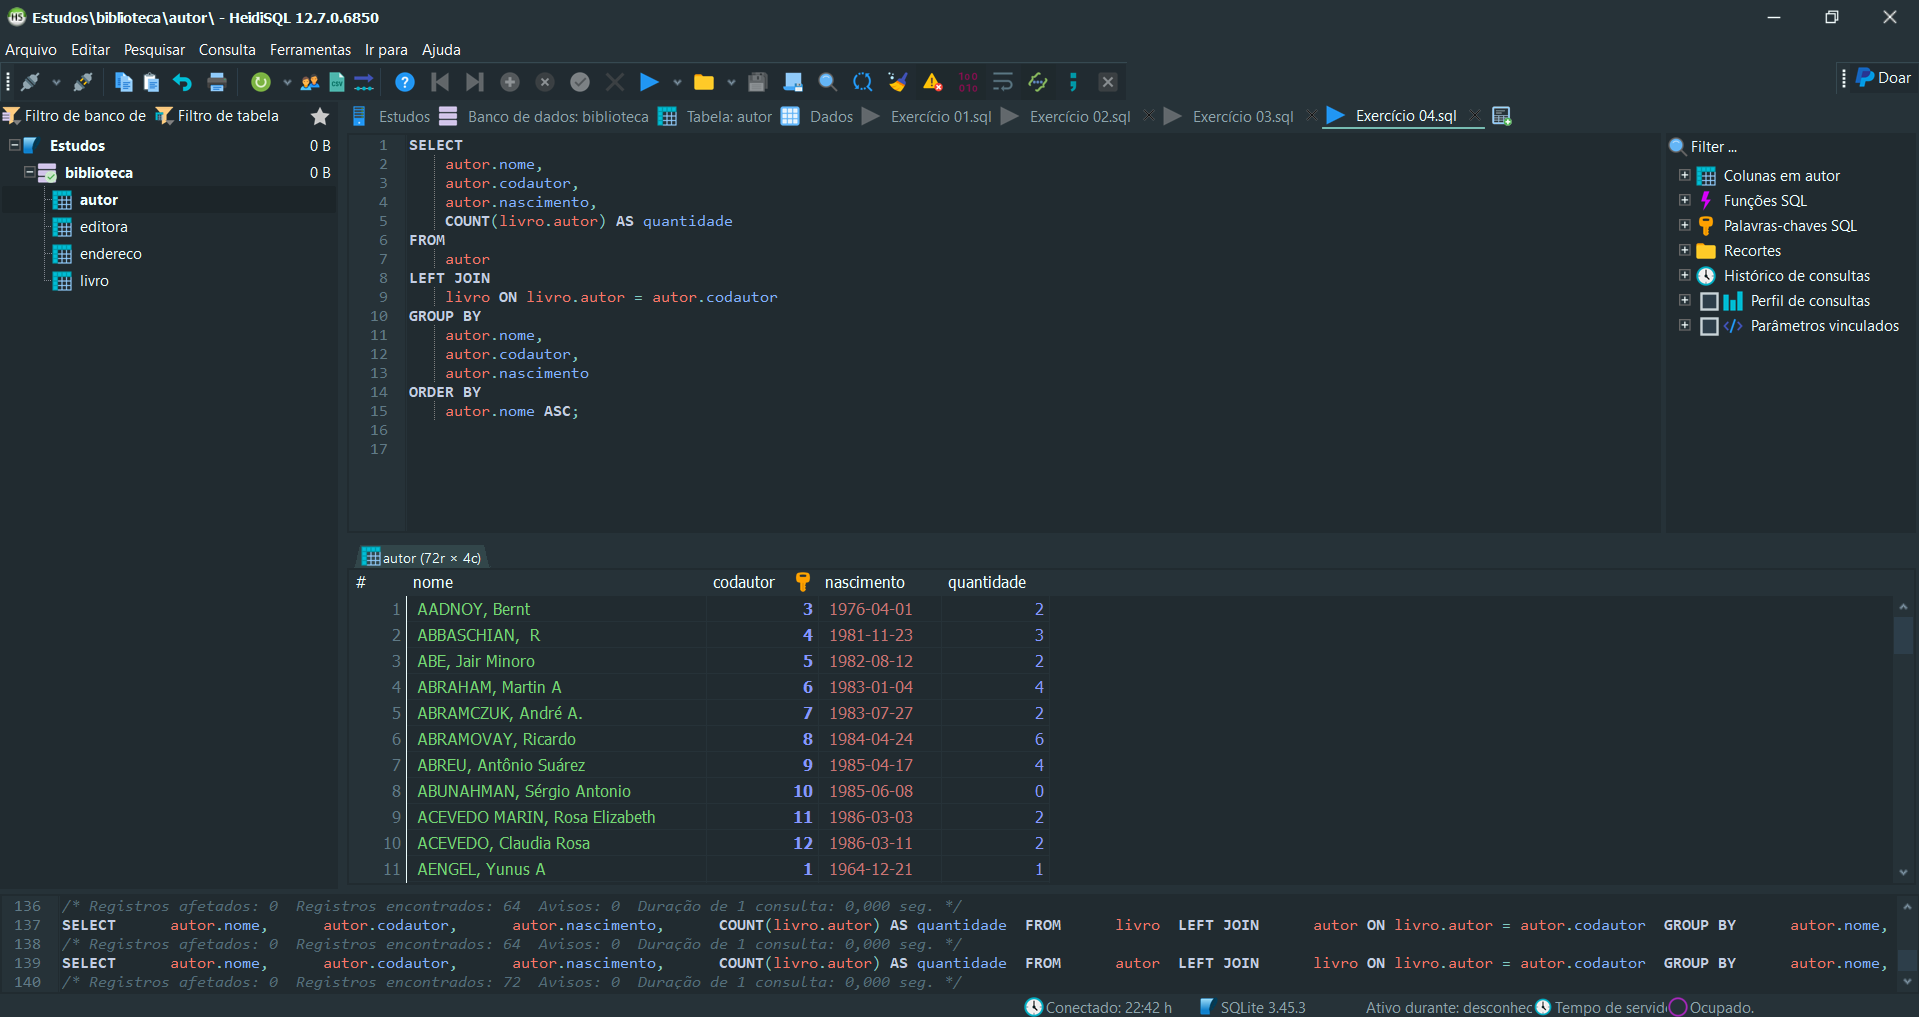 Estudos\biblioteca\autor\ - HeidiSQL 12.7.0.6850
Arquivo Editar Pesquisar Consulta Ferramentas Ir para Ajuda
Doar
Filtro de banco de Filtro de tabela
Estudos 0 B
biblioteca 0 B
autor
editora
endereco
livro
Estudos Banco de dados: biblioteca Tabela: autor Dados Exercício 01.sql Exercício 02.sql Exercício 03.sql Exercício 04.sql
1 SELECT
2 autor.nome,
3 autor.codautor,
4 autor.nascimento,
5 COUNT(livro.autor) AS quantidade
6 FROM
7 autor
8 LEFT JOIN
9 livro ON livro.autor = autor.codautor
10 GROUP BY
11 autor.nome,
12 autor.codautor,
13 autor.nascimento
14 ORDER BY
15 autor.nome ASC;
16
17
Filter ...
Colunas em autor
Funções SQL
Palavras-chaves SQL
Recortes
Histórico de consultas
Perfil de consultas
Parâmetros vinculados
autor (72r × 4c)
# nome codautor nascimento quantidade
1 AADNOY, Bernt 3 1976-04-01 2
2 ABBASCHIAN,  R 4 1981-11-23 3
3 ABE, Jair Minoro 5 1982-08-12 2
4 ABRAHAM, Martin A 6 1983-01-04 4
5 ABRAMCZUK, André A. 7 1983-07-27 2
6 ABRAMOVAY, Ricardo 8 1984-04-24 6
7 ABREU, Antônio Suárez 9 1985-04-17 4
8 ABUNAHMAN, Sérgio Antonio 10 1985-06-08 0
9 ACEVEDO MARIN, Rosa Elizabeth 11 1986-03-03 2
10 ACEVEDO, Claudia Rosa 12 1986-03-11 2
11 AENGEL, Yunus A 1 1964-12-21 1
136 /* Registros afetados: 0  Registros encontrados: 64  Avisos: 0  Duração de 1 consulta: 0,000 seg. */
137 SELECT autor.nome, autor.codautor, autor.nascimento, COUNT(livro.autor) AS quantidade FROM livro LEFT JOIN autor ON livro.autor = autor.codautor GROUP BY autor.nome,
138 /* Registros afetados: 0  Registros encontrados: 64  Avisos: 0  Duração de 1 consulta: 0,000 seg. */
139 SELECT autor.nome, autor.codautor, autor.nascimento, COUNT(livro.autor) AS quantidade FROM autor LEFT JOIN livro ON livro.autor = autor.codautor GROUP BY autor.nome,
140 /* Registros afetados: 0  Registros encontrados: 72  Avisos: 0  Duração de 1 consulta: 0,000 seg. */
Conectado: 22:42 h SQLite 3.45.3 Ativo durante: desconhec Tempo de servid Ocupado.